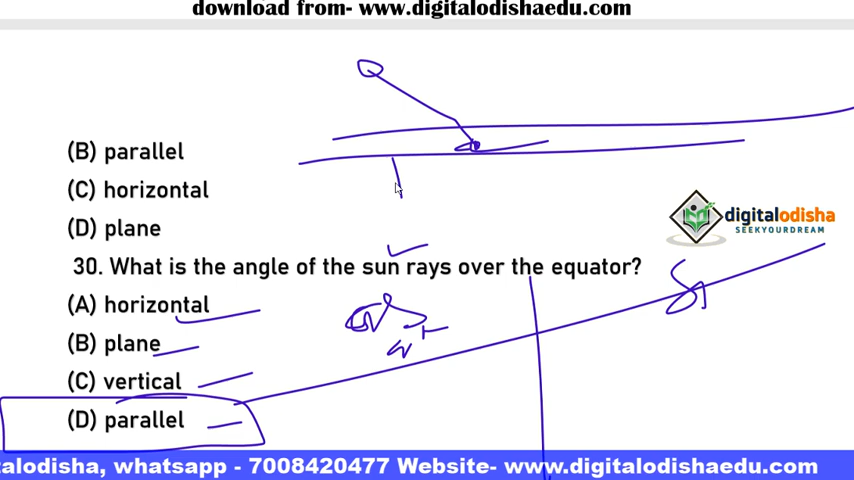 download from- www.digitalodishaedu.com
(B) parallel
(C) horizontal
(D) plane
digitalodisha
SEEKYOURDREAM
30. What is the angle of the sun rays over the equator?
(A) horizontal
(B) plane
(C) vertical
(D) parallel
talodisha, whatsapp - 7008420477 Website- www.digitalodishaedu.com